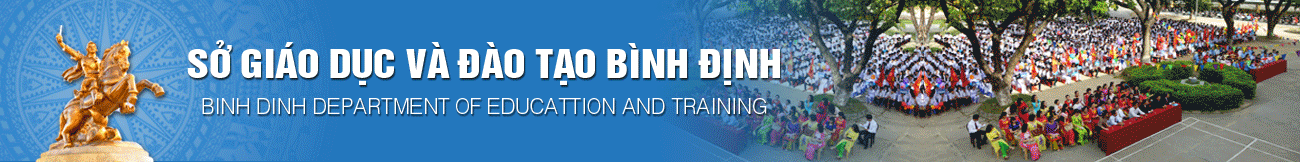 SỞ GIÁO DỤC VÀ ĐÀO TẠO BÌNH ĐỊNH
BINH DINH DEPARTMENT OF EDUCATTION AND TRAINING